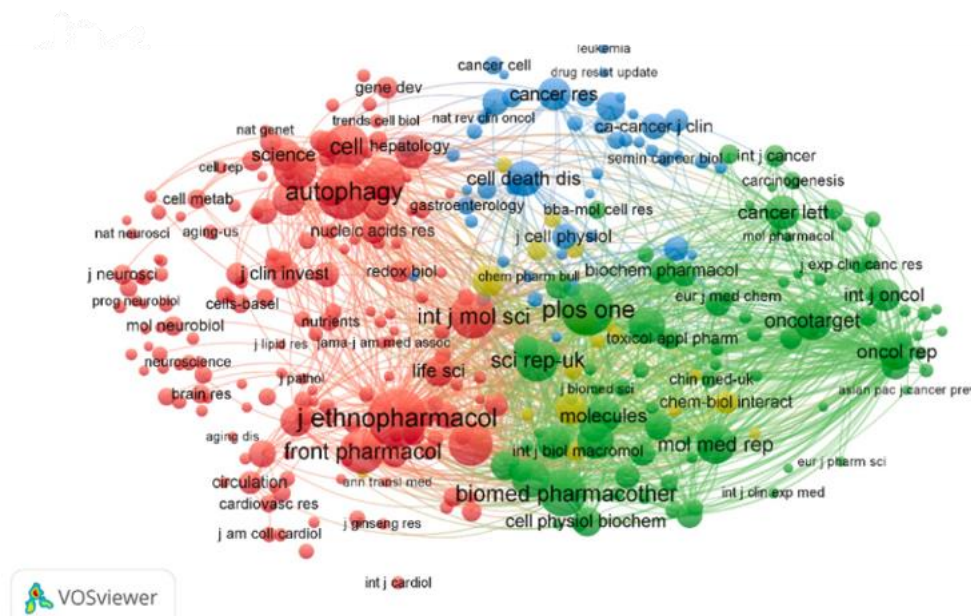 leukemia
cancer cell
drug resist update
gene dev
cancer res
nat rev clin oncol
trends cell biol
ca-cancer j clin
nat genet
cell
hepatology
science
semin cancer biol
int j cancer
cell rep
cell death dis
carcinogenesis
autophagy
cell metab
gastroenterology
bba-mol cell res
cancer lett
nat neurosci
aging-us
nucleic acids res
j cell physiol
mol pharmacol
j neurosci
j clin invest
redox biol
chem pharm bull
biochem pharmacol
j exp clin canc res
prog neurobiol
cells-basel
eur j med chem
int j oncol
mol neurobiol
nutrients
int j mol sci
plos one
oncotarget
j lipid res
jama-j am med assoc
toxicol appl pharm
neuroscience
life sci
sci rep-uk
oncol rep
j pathol
brain res
j biomed sci
chin med-uk
asian pac j cancer prev
aging dis
j ethnopharmacol
molecules
chem-biol interact
front pharmacol
int j biol macromol
mol med rep
circulation
ann transl med
eur j pharm sci
cardiovasc res
biomed pharmacother
int j clin exp med
j am coll cardiol
j ginseng res
cell physiol biochem
int j cardiol
VOSviewer